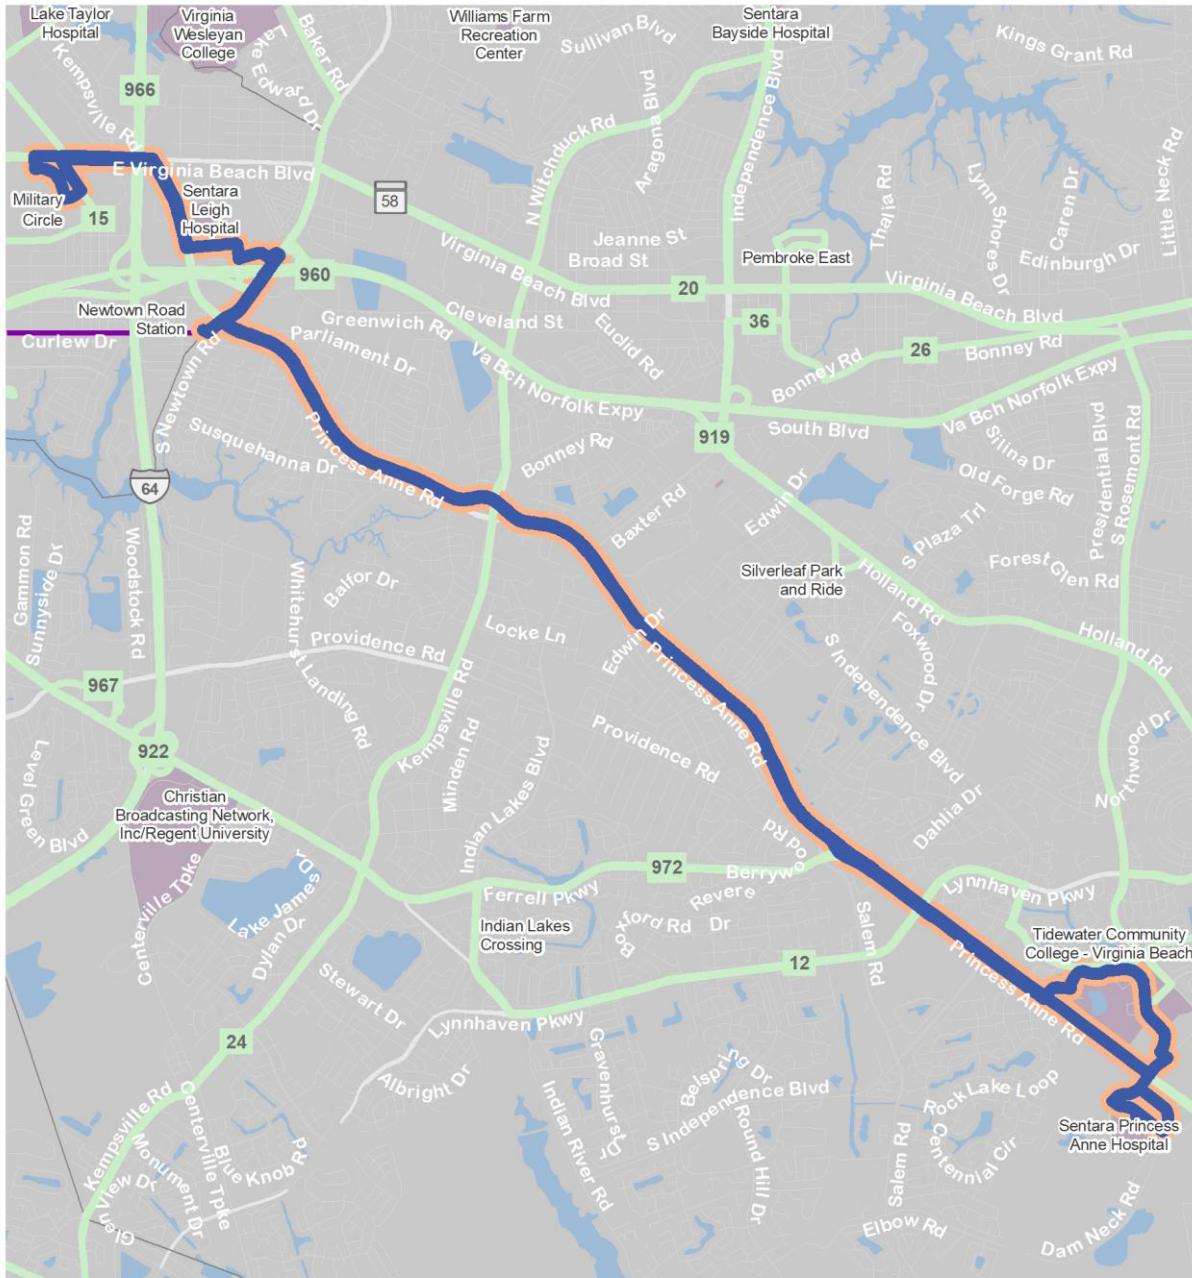 Lake Taylor
Hospital
Virginia
Wesleyan
College
Williams Farm
Recreation
Center
Sentara
Bayside Hospital
Kings Grant Rd
Sullivan Blvd
Baker Rd
Lake Edward Dr
Kempsville Rd
966
Aragona Blvd
Independence Blvd
N Witchduck Rd
Little Neck Rd
E Virginia Beach Blvd
Military
Circle
15
Sentara
Leigh
Hospital
58
Thalia Rd
Lynn Shores Dr
Caren Dr
Edinburgh Dr
Jeanne St
Broad St
Pembroke East
Virginia Beach Blvd
20
Virginia Beach Blvd
960
Newtown Road
Station
Curlew Dr
Greenwich Rd
Parliament Dr
Cleveland St
Euclid Rd
36
26
Bonney Rd
Bonney Rd
Va Bch Norfolk Expy
Va Bch Norfolk Expy
South Blvd
919
S Newtown Rd
Susquehanna Dr
Princess Anne Rd
Bonney Rd
Silina Dr
Old Forge Rd
Presidential Blvd
S Rosemont Rd
64
Baxter Rd
Edwin Dr
S Plaza Trl
Forest Glen Rd
Gammon Rd
Sunnyside Dr
Woodstock Rd
Whitehurst Landing Rd
Balfor Dr
Silverleaf Park
and Ride
Holland Rd
Holland Rd
Foxwood Dr
Locke Ln
Edwin Dr
Providence Rd
Princess Anne Rd
S Independence Blvd
967
922
Kempsville Rd
Minden Rd
Indian Lakes Blvd
Providence Rd
Northwood Dr
Level Green Blvd
Christian
Broadcasting Network,
Inc/Regent University
Dahlia Dr
Centerville Tpke
Lake James Dr
Dylan Dr
972
Berrywood Rd
Ferrell Pkwy
Revere Dr
Boxford Rd
Lynnhaven Pkwy
Indian Lakes
Crossing
Salem Rd
Tidewater Community
College - Virginia Beach
12
Princess Anne Rd
Stewart Dr
Lynnhaven Pkwy
24
Albright Dr
Gravenhurst Dr
Belspring Dr
S Independence Blvd
Rock Lake Loop
Centennial Cir
Sentara Princess
Anne Hospital
Kempsville Rd
Centerville Tpke
Monument Dr
Blue Knob Rd
Glen View Dr
Indian River Rd
Round Hill Dr
Salem Rd
Elbow Rd
Dam Neck Rd